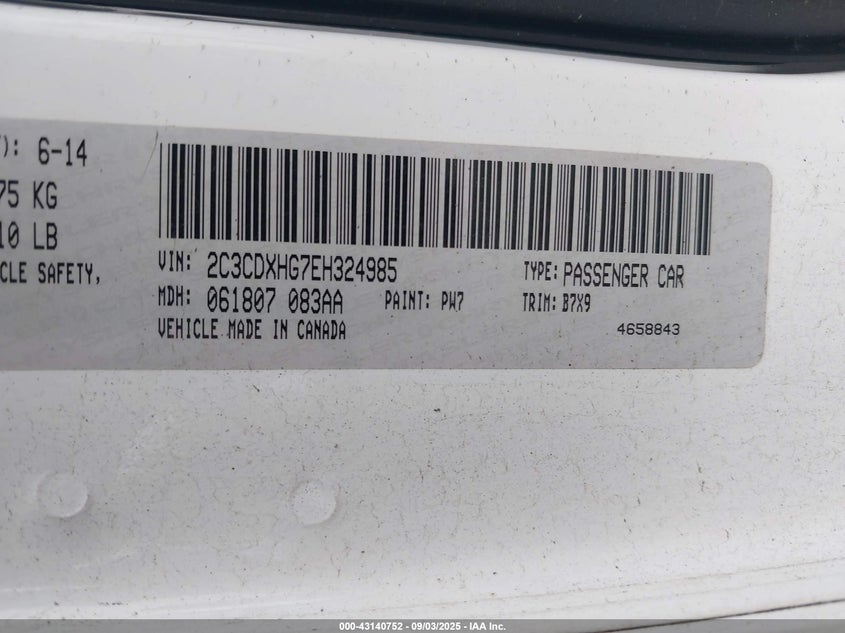 ): 6-14
75 KG
10 LB
CLE SAFETY,
VIN: 2C3CDXHG7EH324985
TYPE: PASSENGER CAR
MDH: 061807 083AA
PAINT: PW7
TRIM: B7X9
VEHICLE MADE IN CANADA
4658843
000-43140752 - 09/03/2025 - IAA Inc.